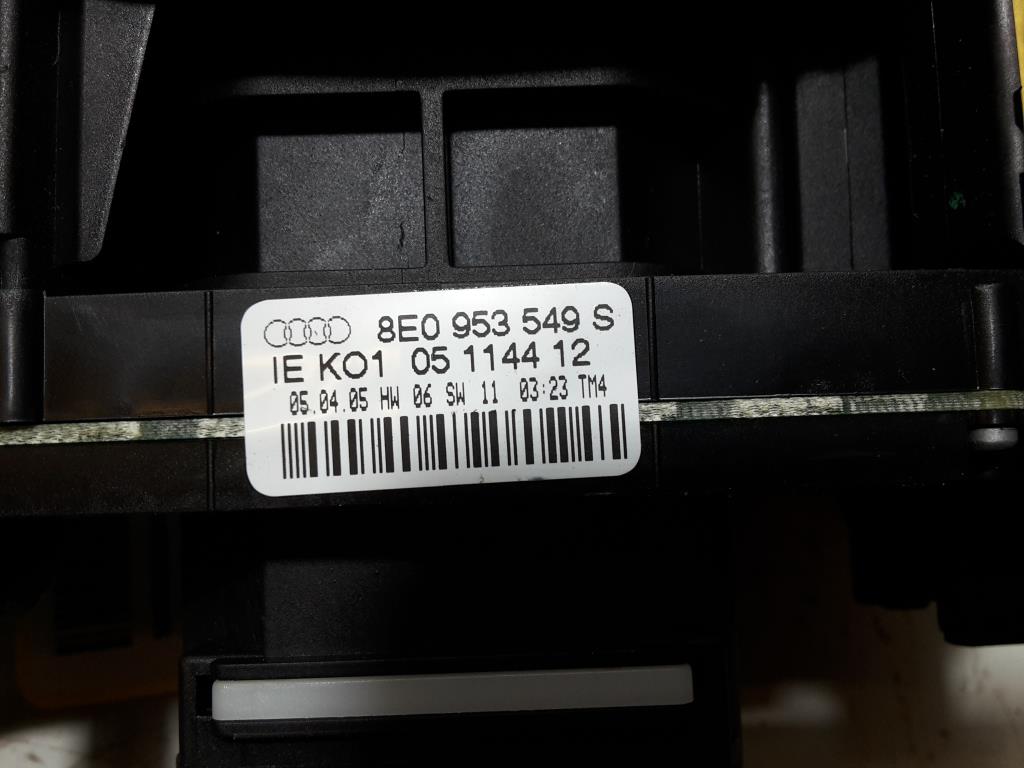 8E0 953 549 S
IE KO1 05 1144 12
05.04.05 HW 06 SW 11 03:23 TM4